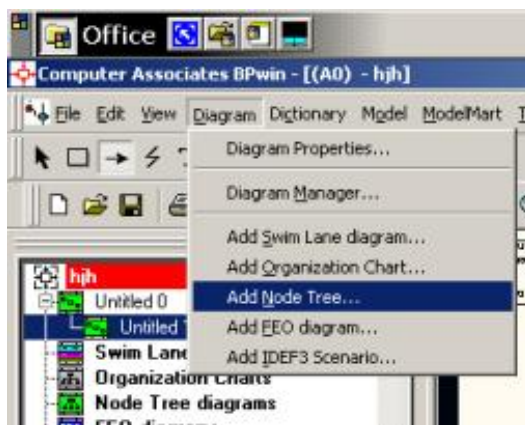 Office
Computer Associates BPwin - [(A0) - hjh]
File Edit View Diagram Dictionary Model ModelMart
Diagram Properties...
Diagram Manager...
Add Swim Lane diagram...
Add Organization Chart...
Add Node Tree...
Add FEO diagram...
Add IDEF3 Scenario...
hjh
Untitled 0
Untitled
Swim Lane
Organization Charts
Node Tree diagrams
FEO diagrams